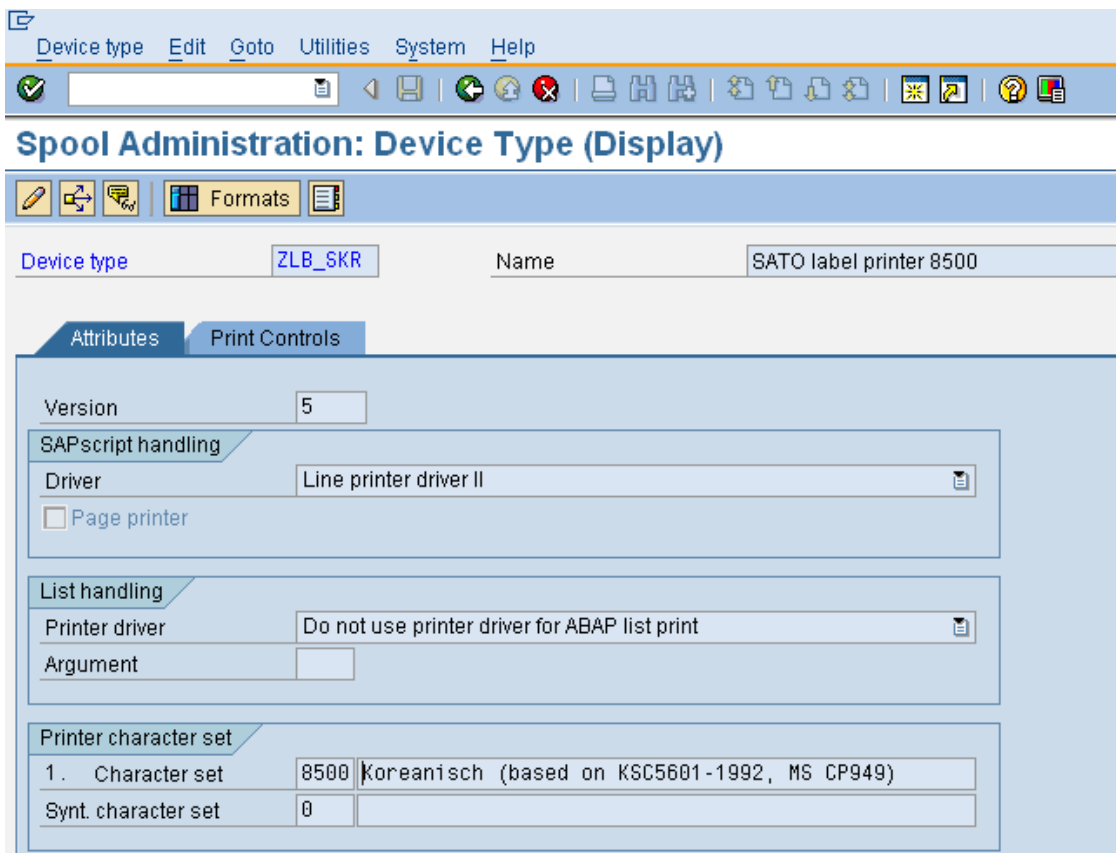 Device type Edit Goto Utilities System Help
Spool Administration: Device Type (Display)
Formats
Device type ZLB_SKR Name SATO label printer 8500
Attributes Print Controls
Version 5
SAPscript handling
Driver Line printer driver II
Page printer
List handling
Printer driver Do not use printer driver for ABAP list print
Argument
Printer character set
1. Character set 8500 Koreanisch (based on KSC5601-1992, MS CP949)
Synt. character set 0